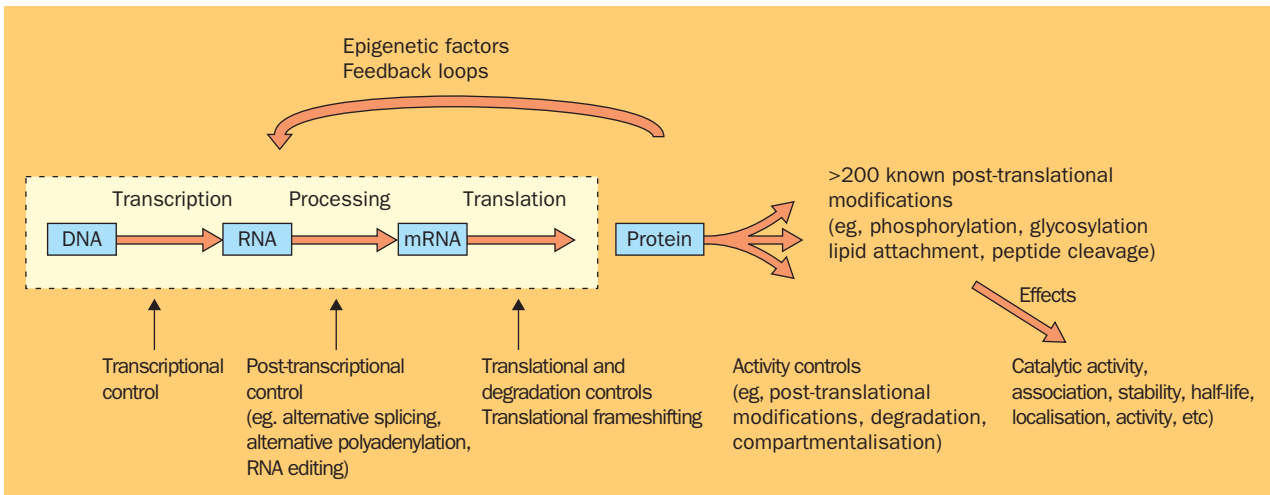 Epigenetic factors
Feedback loops
Transcription
Processing
Translation
DNA
RNA
mRNA
Protein
>200 known post-translational
modifications
(eg, phosphorylation, glycosylation
lipid attachment, peptide cleavage)
Effects
Transcriptional
control
Post-transcriptional
control
(eg. alternative splicing,
alternative polyadenylation,
RNA editing)
Translational and
degradation controls
Translational frameshifting
Activity controls
(eg, post-translational
modifications, degradation,
compartmentalisation)
Catalytic activity,
association, stability, half-life,
localisation, activity, etc)